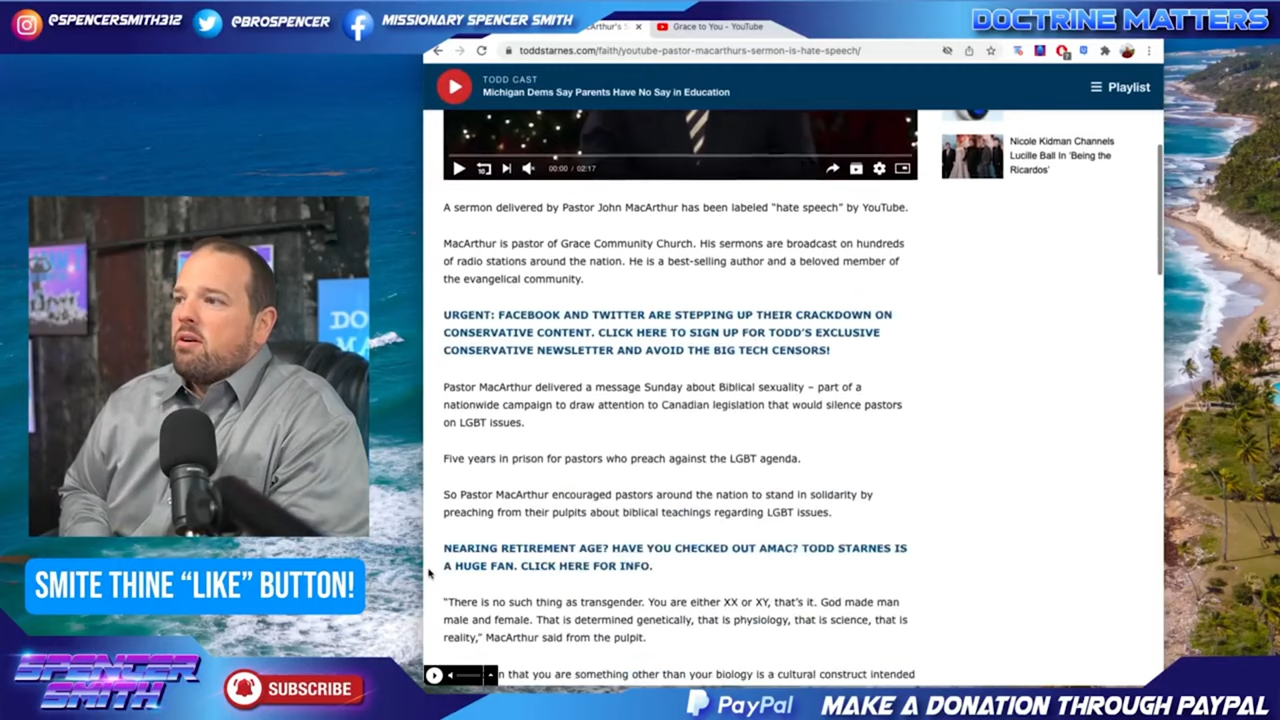 @SPENCERSMITH312
@BROSPENCER
MISSIONARY SPENCER SMITH
DOCTRINE MATTERS
Grace to You - YouTube
toddstarnes.com/faith/youtube-pastor-macarthurs-sermon-is-hate-speech/
TODD CAST
Michigan Dems Say Parents Have No Say in Education
Playlist
00:00 / 02:17
Nicole Kidman Channels
Lucille Ball In 'Being the
Ricardos'
A sermon delivered by Pastor John MacArthur has been labeled “hate speech” by YouTube.
MacArthur is pastor of Grace Community Church. His sermons are broadcast on hundreds
of radio stations around the nation. He is a best-selling author and a beloved member of
the evangelical community.
URGENT: FACEBOOK AND TWITTER ARE STEPPING UP THEIR CRACKDOWN ON
CONSERVATIVE CONTENT. CLICK HERE TO SIGN UP FOR TODD’S EXCLUSIVE
CONSERVATIVE NEWSLETTER AND AVOID THE BIG TECH CENSORS!
Pastor MacArthur delivered a message Sunday about Biblical sexuality – part of a
nationwide campaign to draw attention to Canadian legislation that would silence pastors
on LGBT issues.
Five years in prison for pastors who preach against the LGBT agenda.
So Pastor MacArthur encouraged pastors around the nation to stand in solidarity by
preaching from their pulpits about biblical teachings regarding LGBT issues.
NEARING RETIREMENT AGE? HAVE YOU CHECKED OUT AMAC? TODD STARNES IS
A HUGE FAN. CLICK HERE FOR INFO.
“There is no such thing as transgender. You are either XX or XY, that’s it. God made man
male and female. That is determined genetically, that is physiology, that is science, that is
reality,” MacArthur said from the pulpit.
that you are something other than your biology is a cultural construct intended
DO
SMITE THINE “LIKE” BUTTON!
SPENCER
SMITH
SUBSCRIBE
PayPal
MAKE A DONATION THROUGH PAYPAL